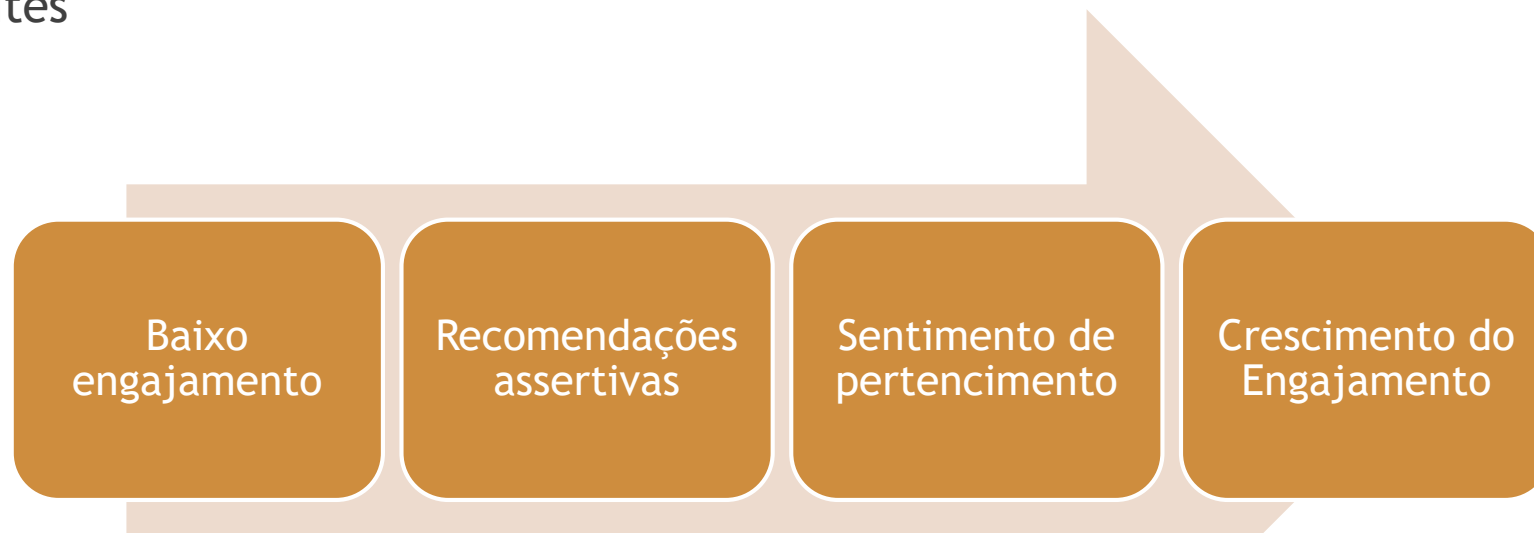 tes
Baixo
engajamento
Recomendações
assertivas
Sentimento de
pertencimento
Crescimento do
Engajamento